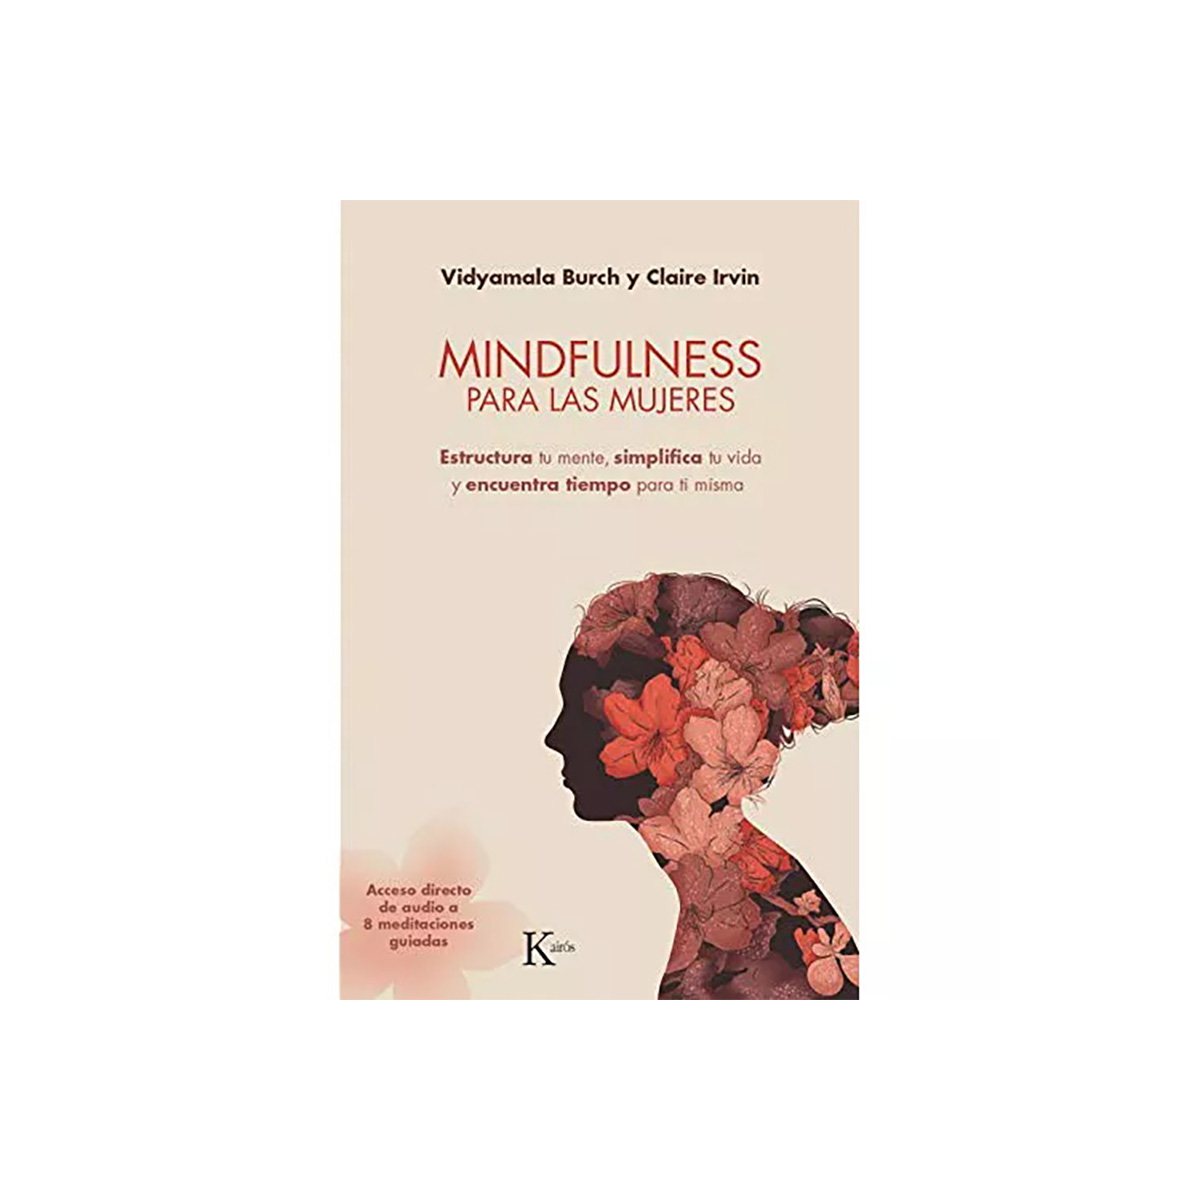 Vidyamala Burch y Claire Irvin
MINDFULNESS
PARA LAS MUJERES
Estructura tu mente, simplifica tu vida
y encuentra tiempo para ti misma
Acceso directo
de audio a
8 meditaciones
guiadas
Kairós